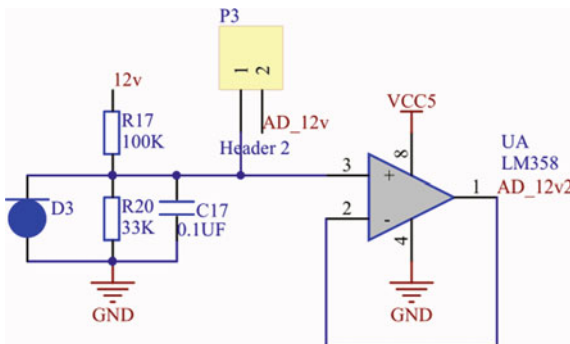 P3
1 2
12v
AD_12v
R17
100K
Header 2
VCC5
8
UA
LM358
3
+
1
AD_12v2
2
-
4
D3
R20
33K
C17
0.1UF
GND
GND